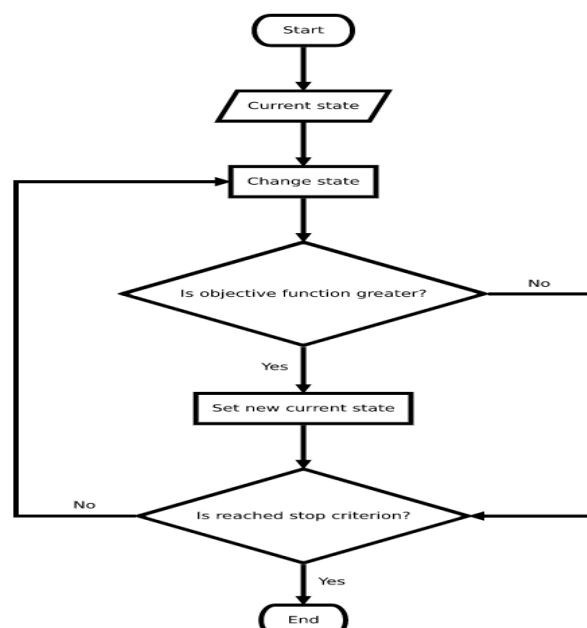 Start
Current state
Change state
Is objective function greater?
No
Yes
Set new current state
Is reached stop criterion?
No
Yes
End